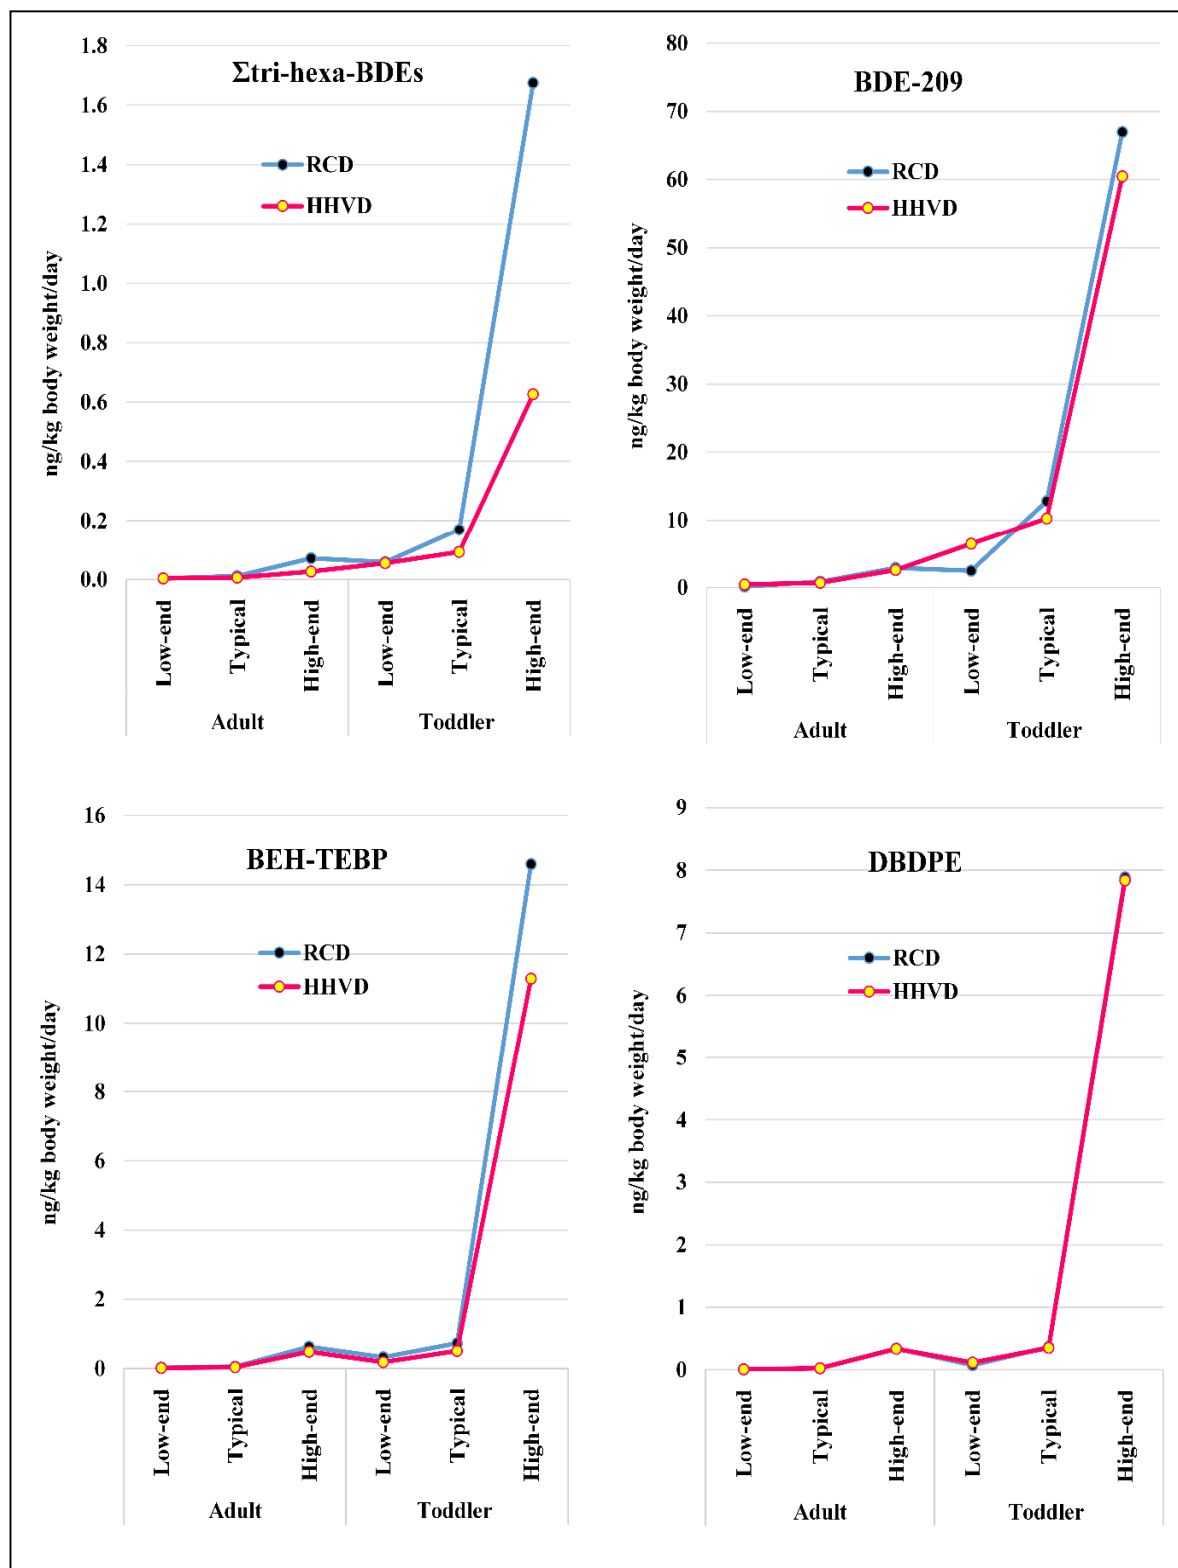 Σtri-hexa-BDEs
RCD
HHVD
ng/kg body weight/day
1.8
1.6
1.4
1.2
1.0
0.8
0.6
0.4
0.2
0.0
Low-end
Typical
High-end
Low-end
Typical
High-end
Adult
Toddler
BDE-209
RCD
HHVD
ng/kg body weight/day
80
70
60
50
40
30
20
10
0
Low-end
Typical
High-end
Low-end
Typical
High-end
Adult
Toddler
BEH-TEBP
RCD
HHVD
ng/kg body weight/day
16
14
12
10
8
6
4
2
0
Low-end
Typical
High-end
Low-end
Typical
High-end
Adult
Toddler
DBDPE
RCD
HHVD
ng/kg body weight/day
9
8
7
6
5
4
3
2
1
0
Low-end
Typical
High-end
Low-end
Typical
High-end
Adult
Toddler